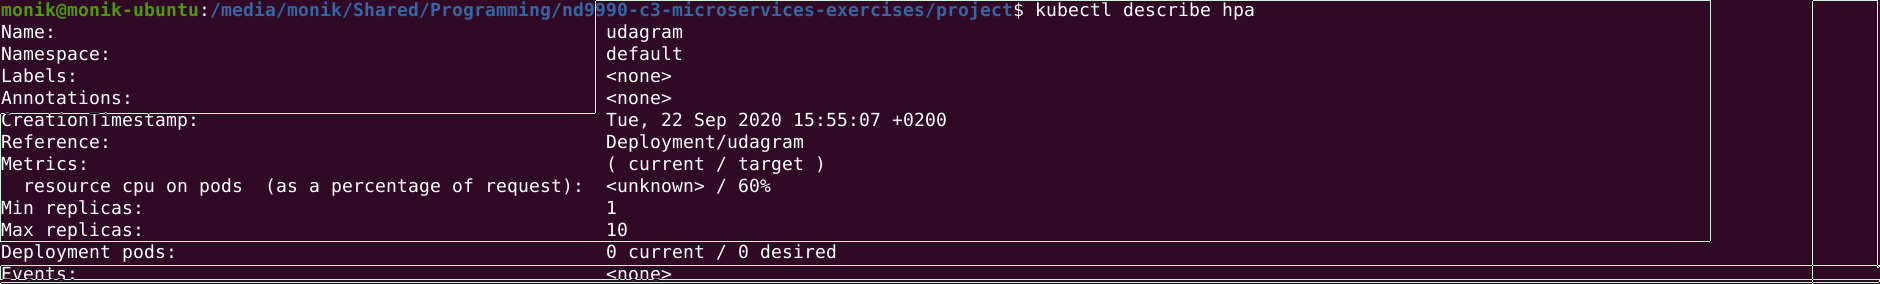 monik@monik-ubuntu:/media/monik/Shared/Programming/nd9990-c3-microservices-exercises/project$ kubectl describe hpa
Name:                                                  udagram
Namespace:                                             default
Labels:                                                <none>
Annotations:                                           <none>
CreationTimestamp:                                     Tue, 22 Sep 2020 15:55:07 +0200
Reference:                                             Deployment/udagram
Metrics:                                               ( current / target )
  resource cpu on pods  (as a percentage of request):  <unknown> / 60%
Min replicas:                                          1
Max replicas:                                          10
Deployment pods:                                       0 current / 0 desired
Events:                                                <none>